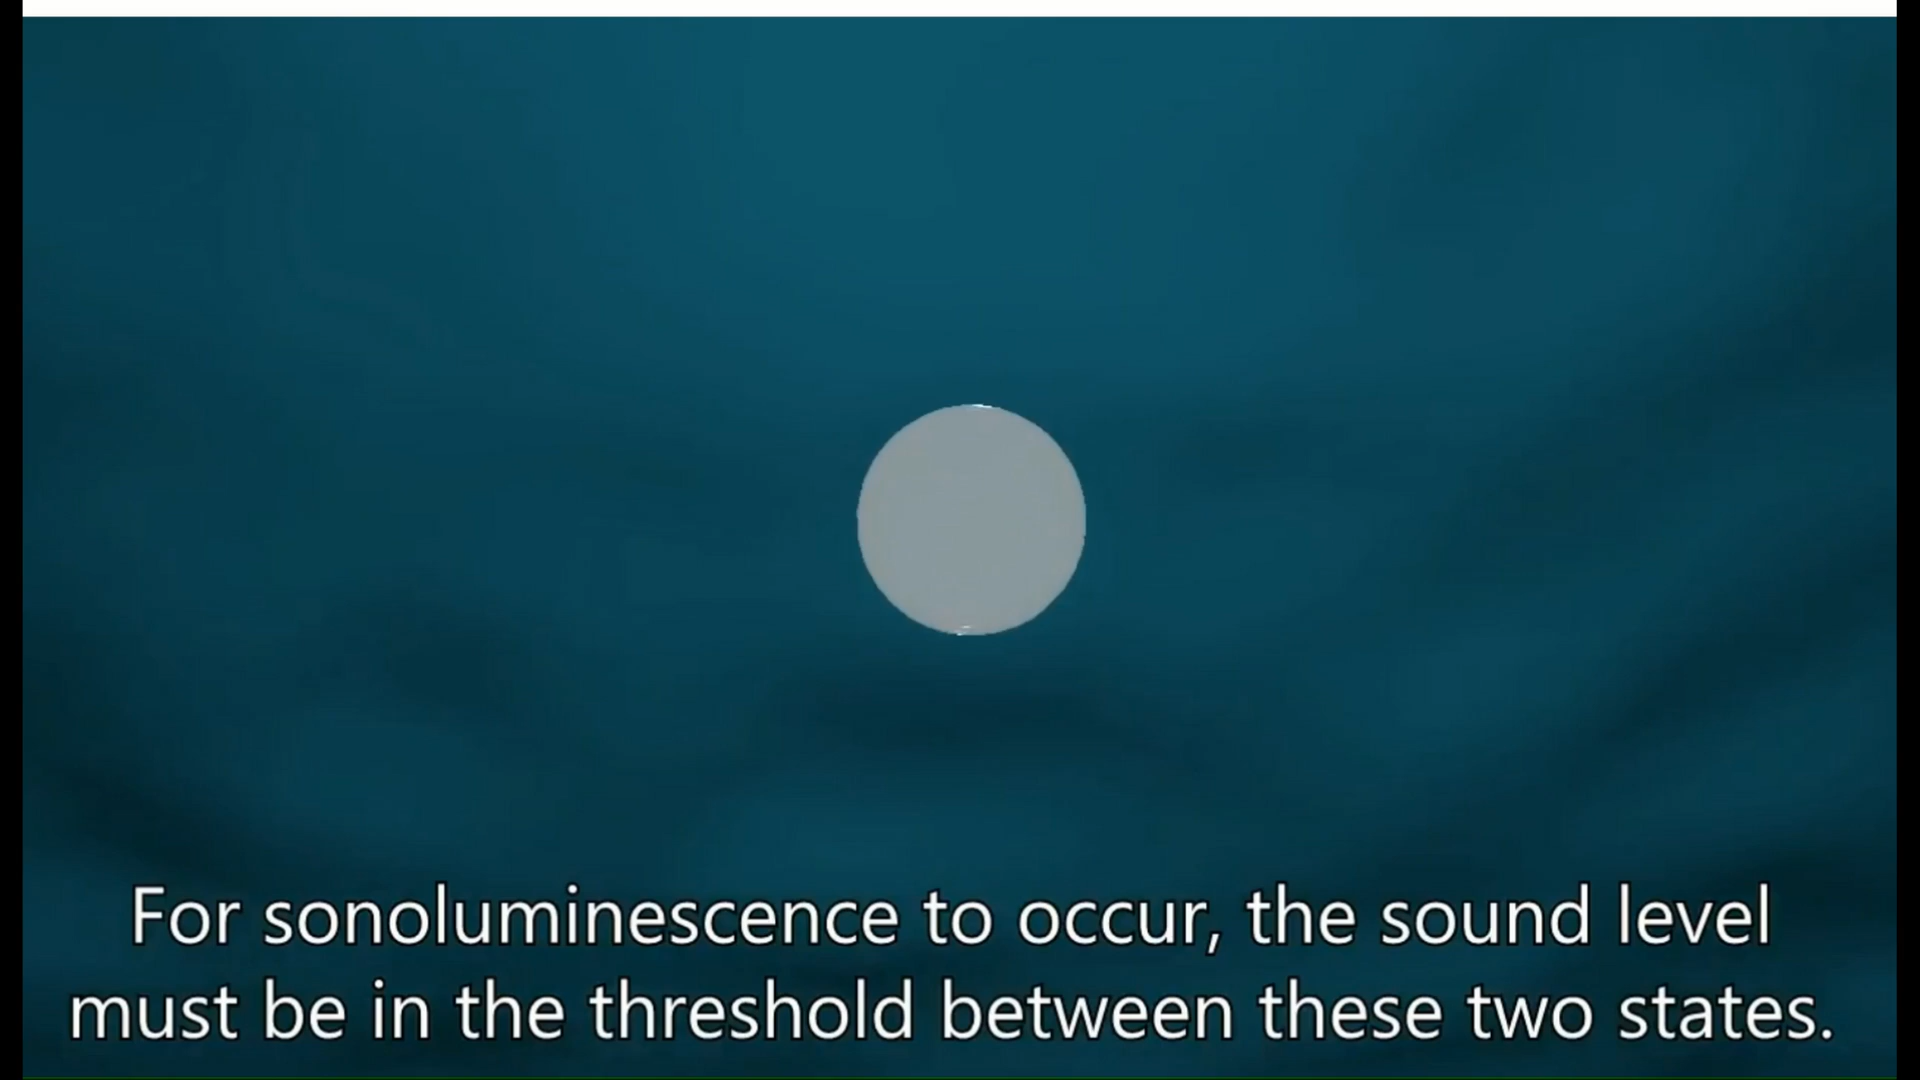 For sonoluminescence to occur, the sound level
must be in the threshold between these two states.